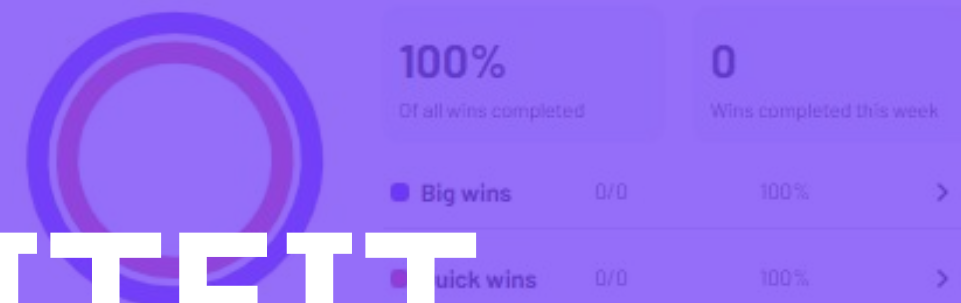 100% 0
Of all wins completed Wins completed this week
Big wins 0/0 100%
uick wins 0/0 100%